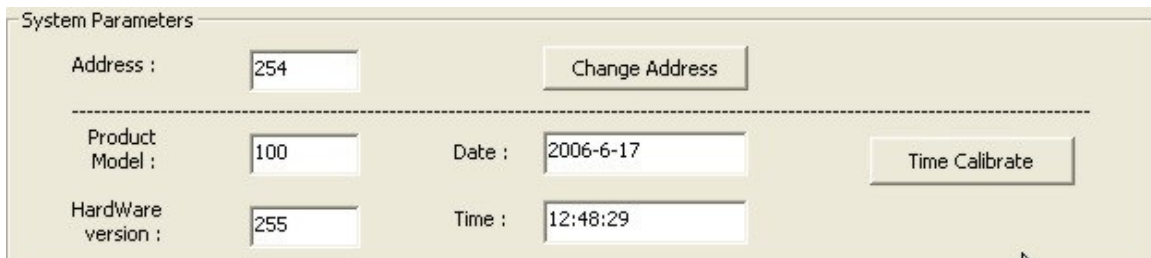 System Parameters
Address : 254 Change Address
Product Model : 100 Date : 2006-6-17 Time Calibrate
HardWare version : 255 Time : 12:48:29